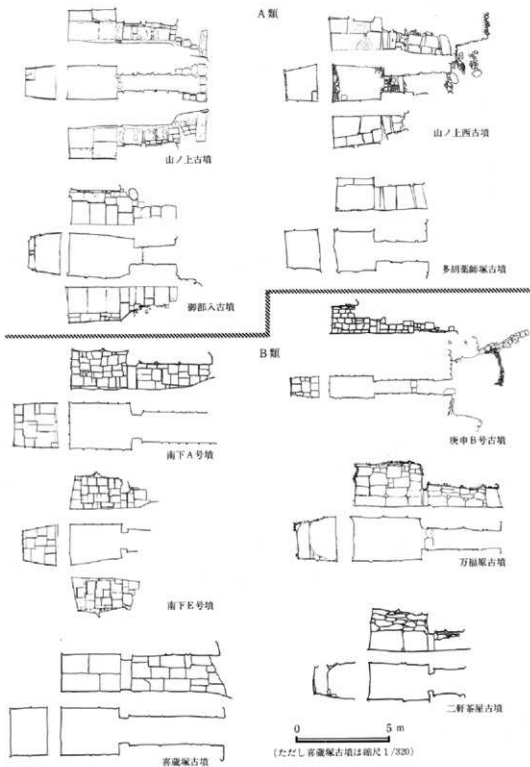 A類
山ノ上古墳
山ノ上西古墳
御部入古墳
多胡薬師塚古墳
B類
南下A号墳
庚申B号古墳
南下E号墳
万福原古墳
喜蔵塚古墳
二軒茶屋古墳
0 5 m
(ただし喜蔵塚古墳は縮尺1/320)